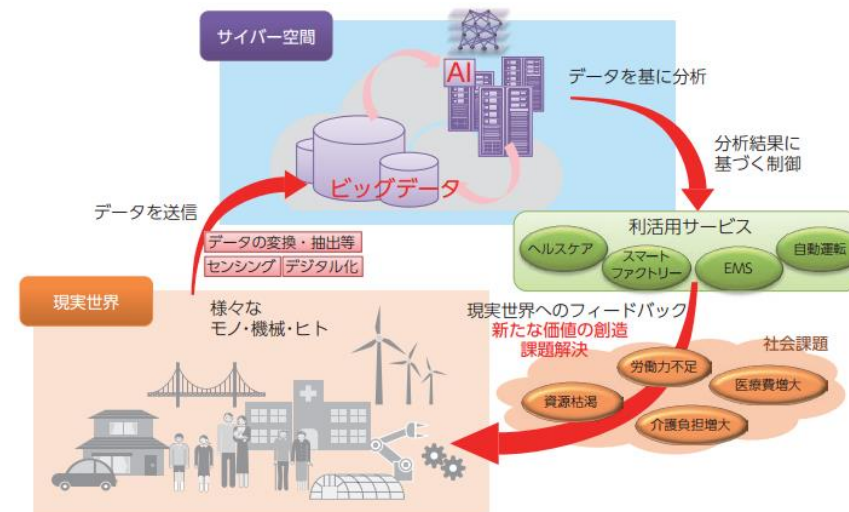 サイバー空間
AI
データを基に分析
分析結果に
基づく制御
ビッグデータ
データを送信
データの変換・抽出等
センシング
デジタル化
利活用サービス
ヘルスケア
スマート
ファクトリー
EMS
自動運転
現実世界
様々な
モノ・機械・ヒト
現実世界へのフィードバック
新たな価値の創造
課題解決
社会課題
労働力不足
資源枯渇
医療費増大
介護負担増大